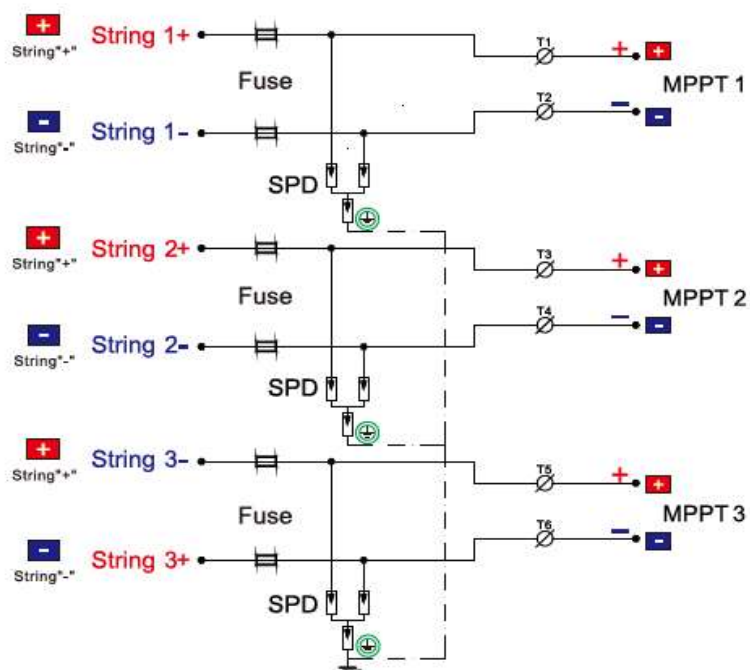 + String 1+ T1 + +
String"+" MPPT 1
Fuse
T2
- String 1- - -
String"-"
SPD
+ String 2+ T3 + +
String"+" MPPT 2
Fuse
T4
- String 2- - -
String"-"
SPD
+ String 3- T5 + +
String"+" MPPT 3
Fuse
T6
- String 3+ - -
String"-"
SPD